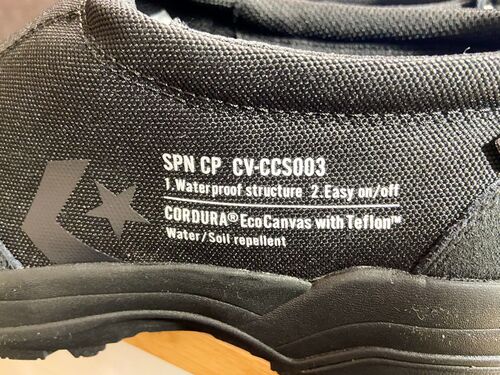 SPN CP CV-CCS003
1.Waterproof structure 2.Easy on/off
CORDURA® EcoCanvas with Teflon™
Water/Soil repellent